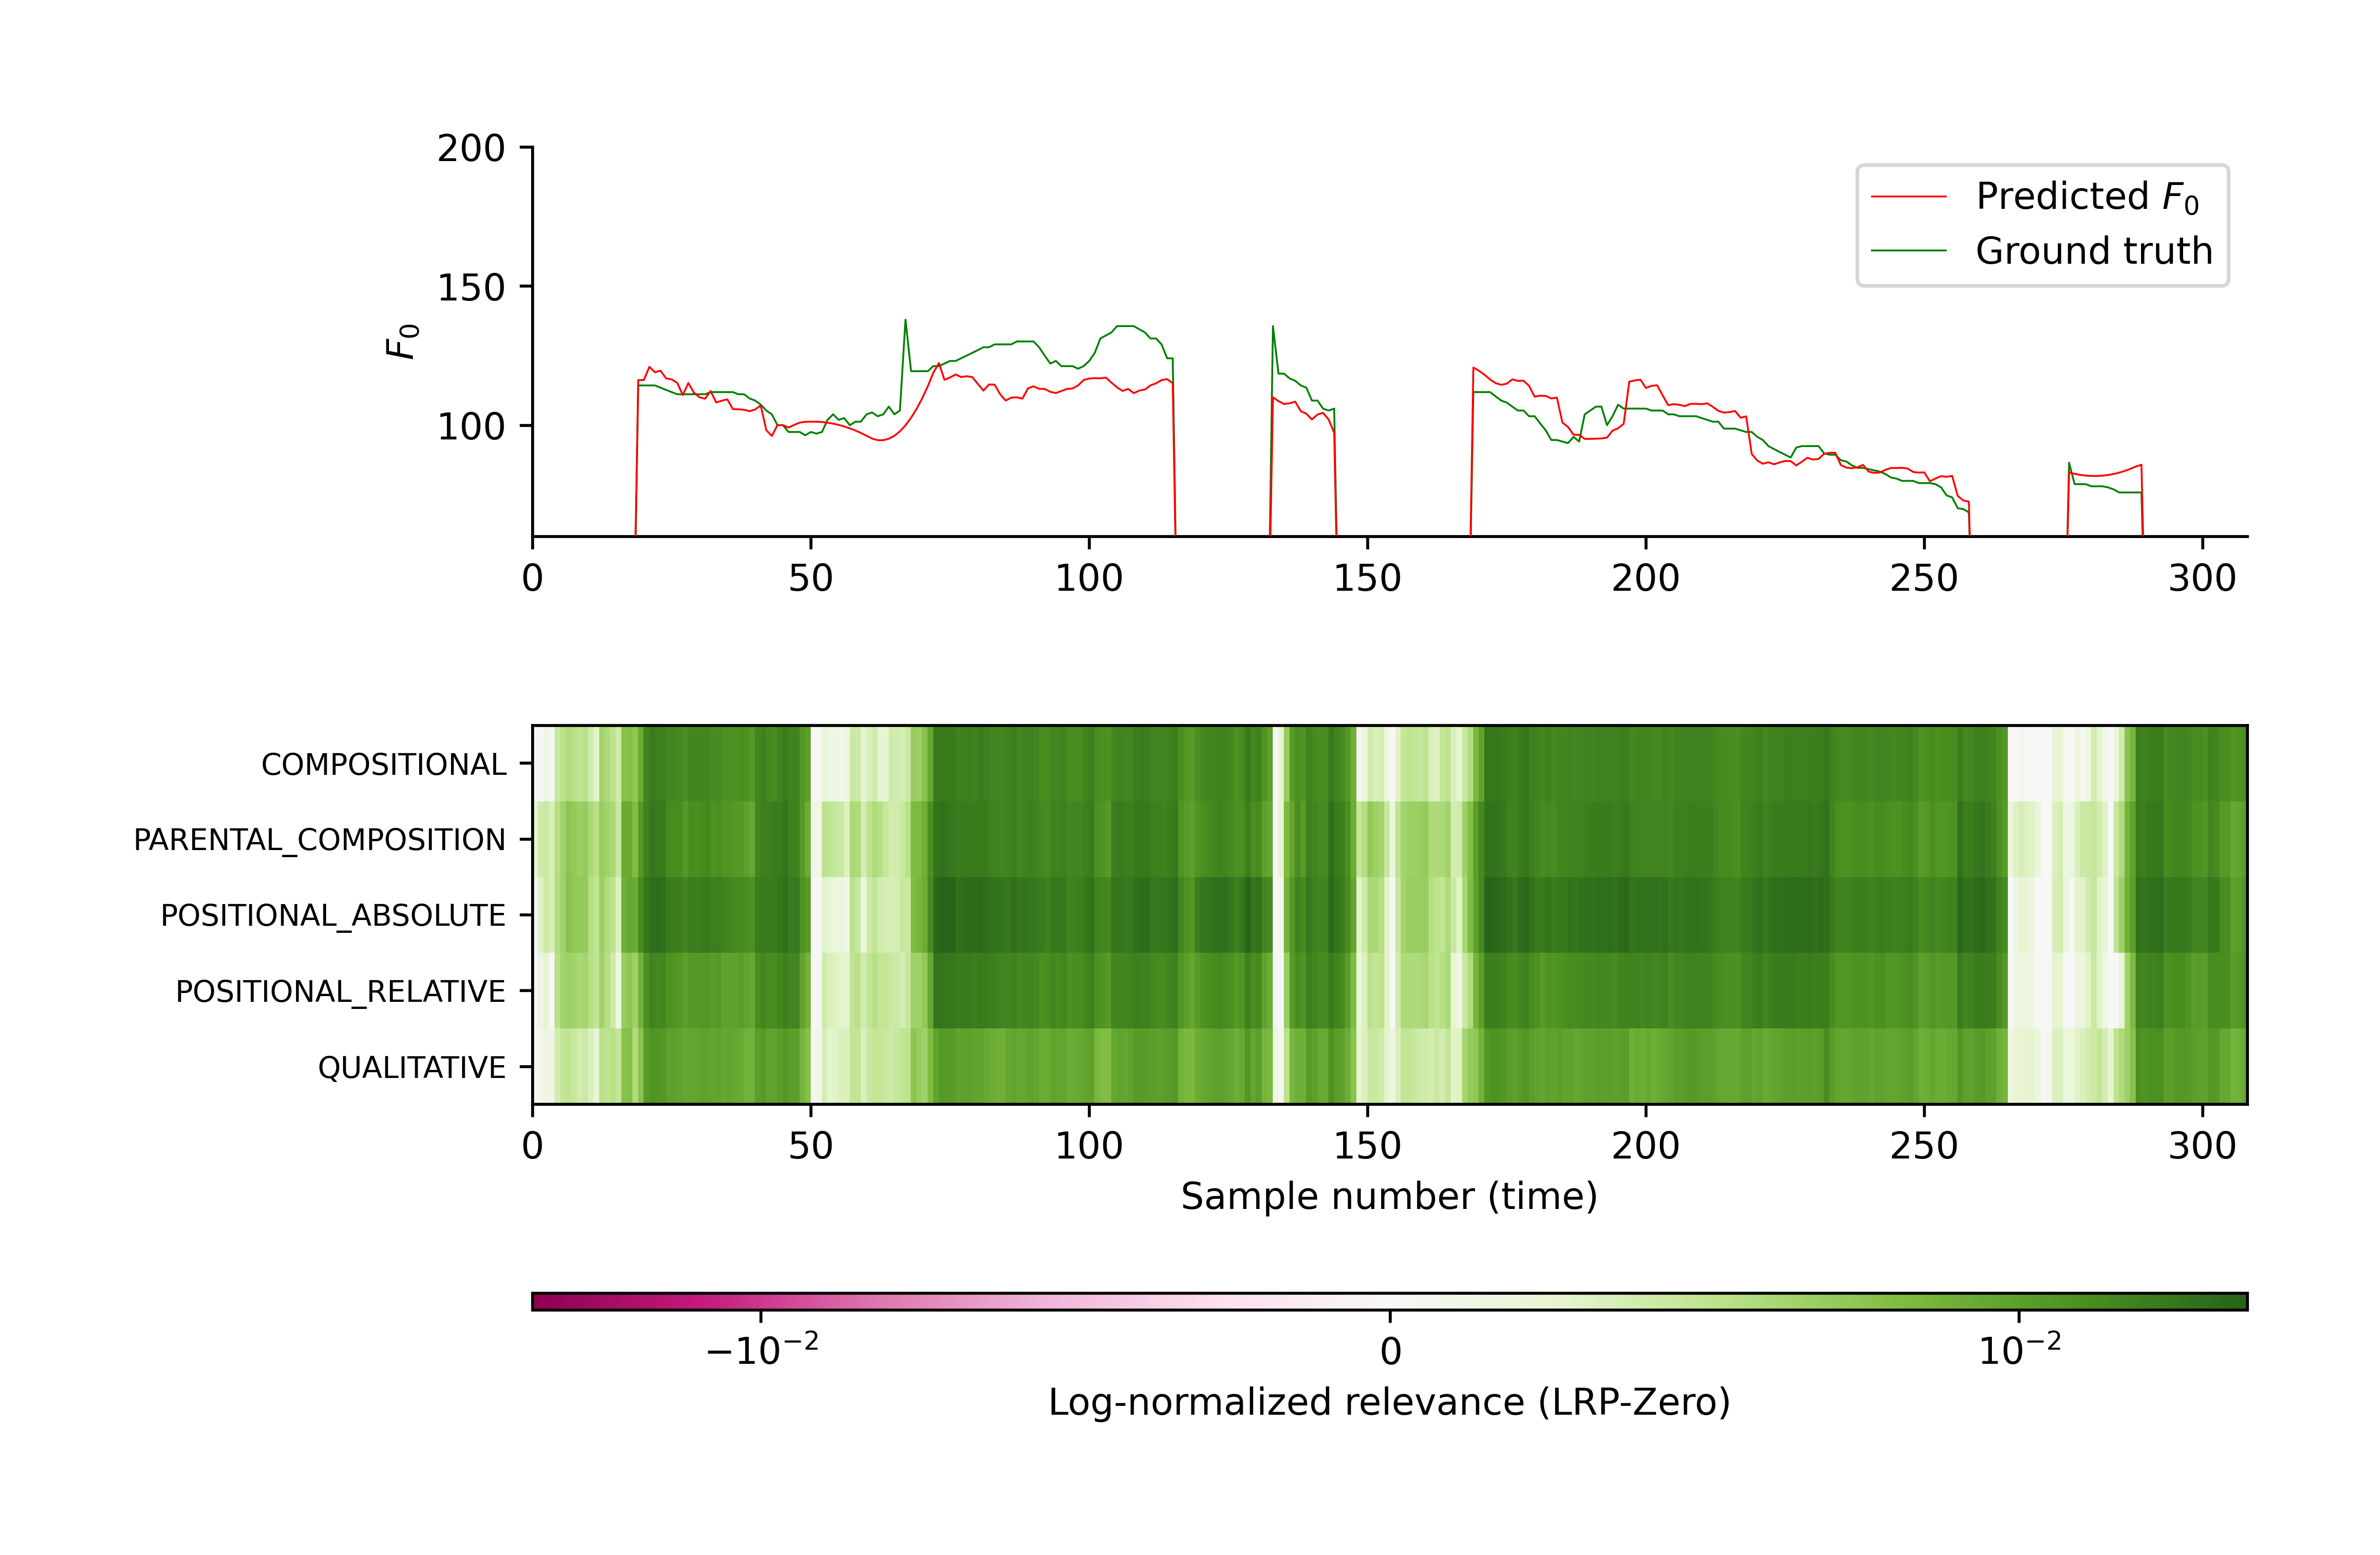 200
150
100
F₀
Predicted F₀
Ground truth
0 50 100 150 200 250 300
COMPOSITIONAL
PARENTAL_COMPOSITION
POSITIONAL_ABSOLUTE
POSITIONAL_RELATIVE
QUALITATIVE
0 50 100 150 200 250 300
Sample number (time)
−10⁻² 0 10⁻²
Log-normalized relevance (LRP-Zero)